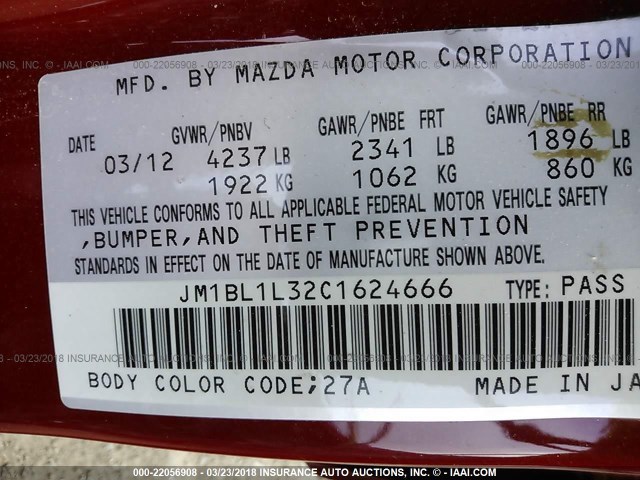 MFD. BY MAZDA MOTOR CORPORATION
DATE GVWR/PNBV GAWR/PNBE FRT GAWR/PNBE RR
03/12 4237 LB 2341 LB 1896 LB
1922 KG 1062 KG 860 KG
THIS VEHICLE CONFORMS TO ALL APPLICABLE FEDERAL MOTOR VEHICLE SAFETY
,BUMPER,AND THEFT PREVENTION
STANDARDS IN EFFECT ON THE DATE OF MANUFACTURE SHOWN ABOVE.
JM1BL1L32C1624666 TYPE: PASS
BODY COLOR CODE;27A MADE IN JA
000-22056908 - 03/23/2018 INSURANCE AUTO AUCTIONS, INC. - © - IAAI.COM